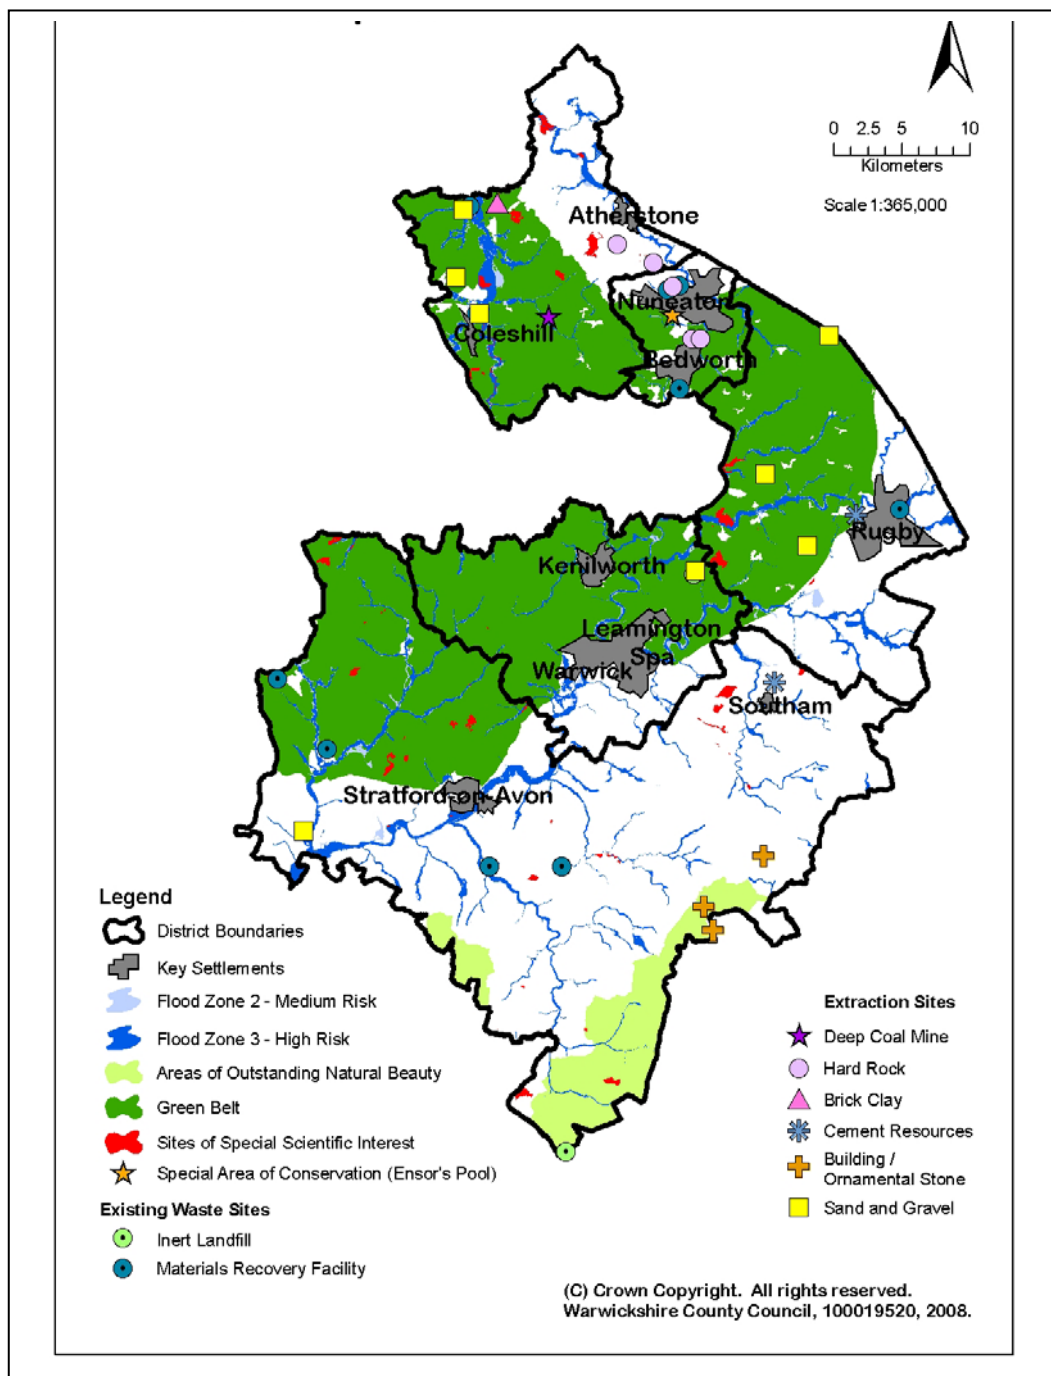 0 2.5 5 10
Kilometers
Scale 1:365,000
Atherstone
Nuneaton
Coleshill
Bedworth
Rugby
Kenilworth
Leamington
Spa
Warwick
Southam
Stratford-on-Avon
Legend
District Boundaries
Key Settlements
Flood Zone 2 - Medium Risk
Flood Zone 3 - High Risk
Areas of Outstanding Natural Beauty
Green Belt
Sites of Special Scientific Interest
Special Area of Conservation (Ensor's Pool)
Existing Waste Sites
Inert Landfill
Materials Recovery Facility
Extraction Sites
Deep Coal Mine
Hard Rock
Brick Clay
Cement Resources
Building /
Ornamental Stone
Sand and Gravel
(C) Crown Copyright. All rights reserved.
Warwickshire County Council, 100019520, 2008.